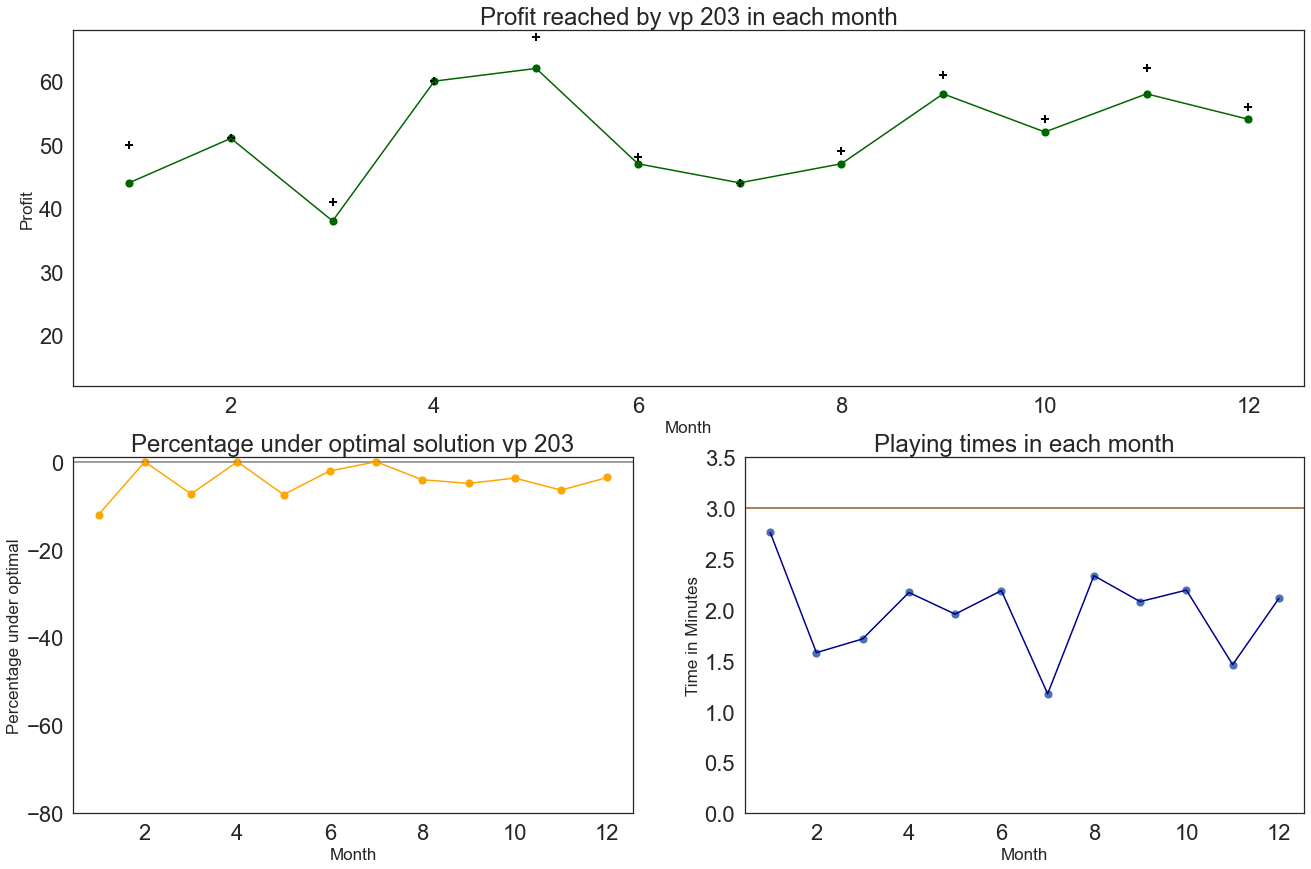 Profit reached by vp 203 in each month
60
50
40
30
20
Profit
2 4 6 8 10 12
Month
Percentage under optimal solution vp 203
0
−20
−40
−60
−80
Percentage under optimal
2 4 6 8 10 12
Month
Playing times in each month
3.5
3.0
2.5
2.0
1.5
1.0
0.5
0.0
Time in Minutes
2 4 6 8 10 12
Month